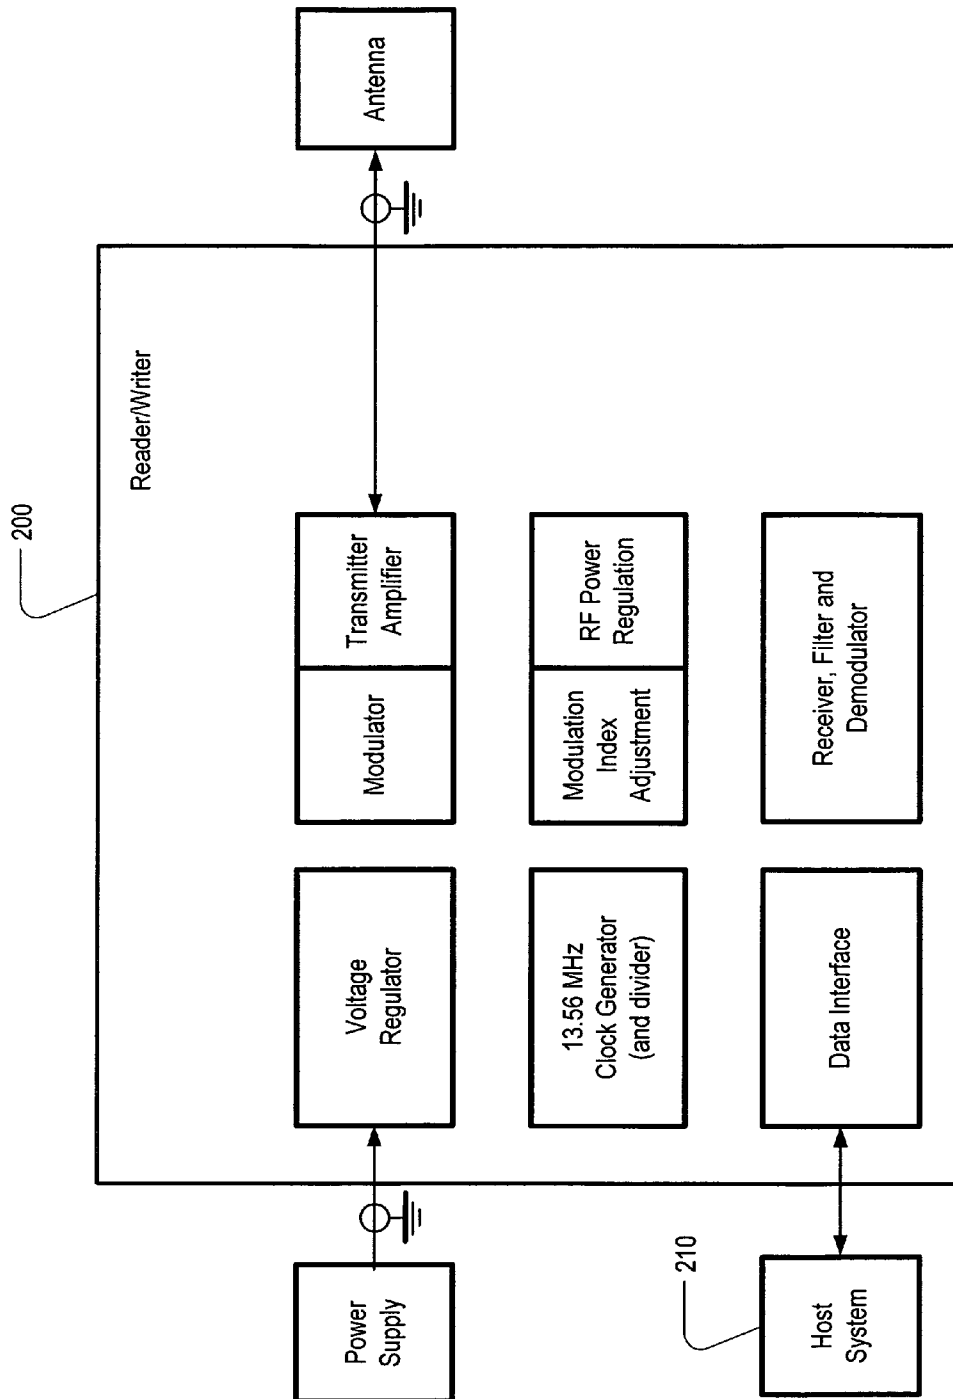 200
Reader/Writer
Power
Supply
Voltage
Regulator
Modulator
Transmitter
Amplifier
Antenna
13.56 MHz
Clock Generator
(and divider)
Modulation
Index
Adjustment
RF Power
Regulation
210
Host
System
Data Interface
Receiver, Filter and
Demodulator